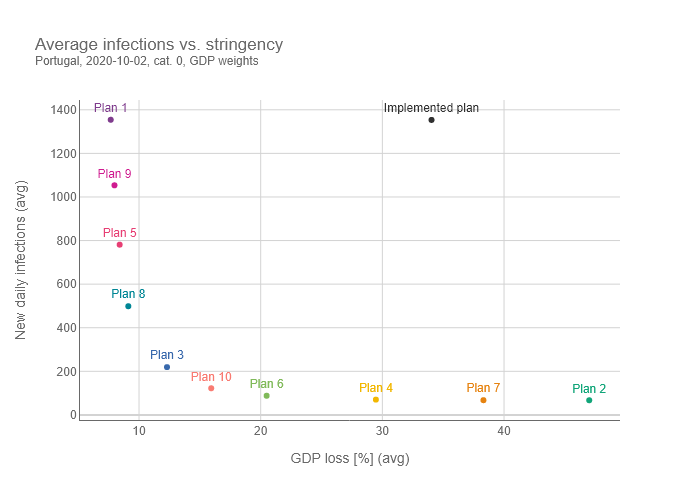 Average infections vs. stringency
Portugal, 2020-10-02, cat. 0, GDP weights
New daily infections (avg)
1400
1200
1000
800
600
400
200
0
Plan 1
Implemented plan
Plan 9
Plan 5
Plan 8
Plan 3
Plan 10
Plan 6
Plan 4
Plan 7
Plan 2
10
20
30
40
GDP loss [%] (avg)